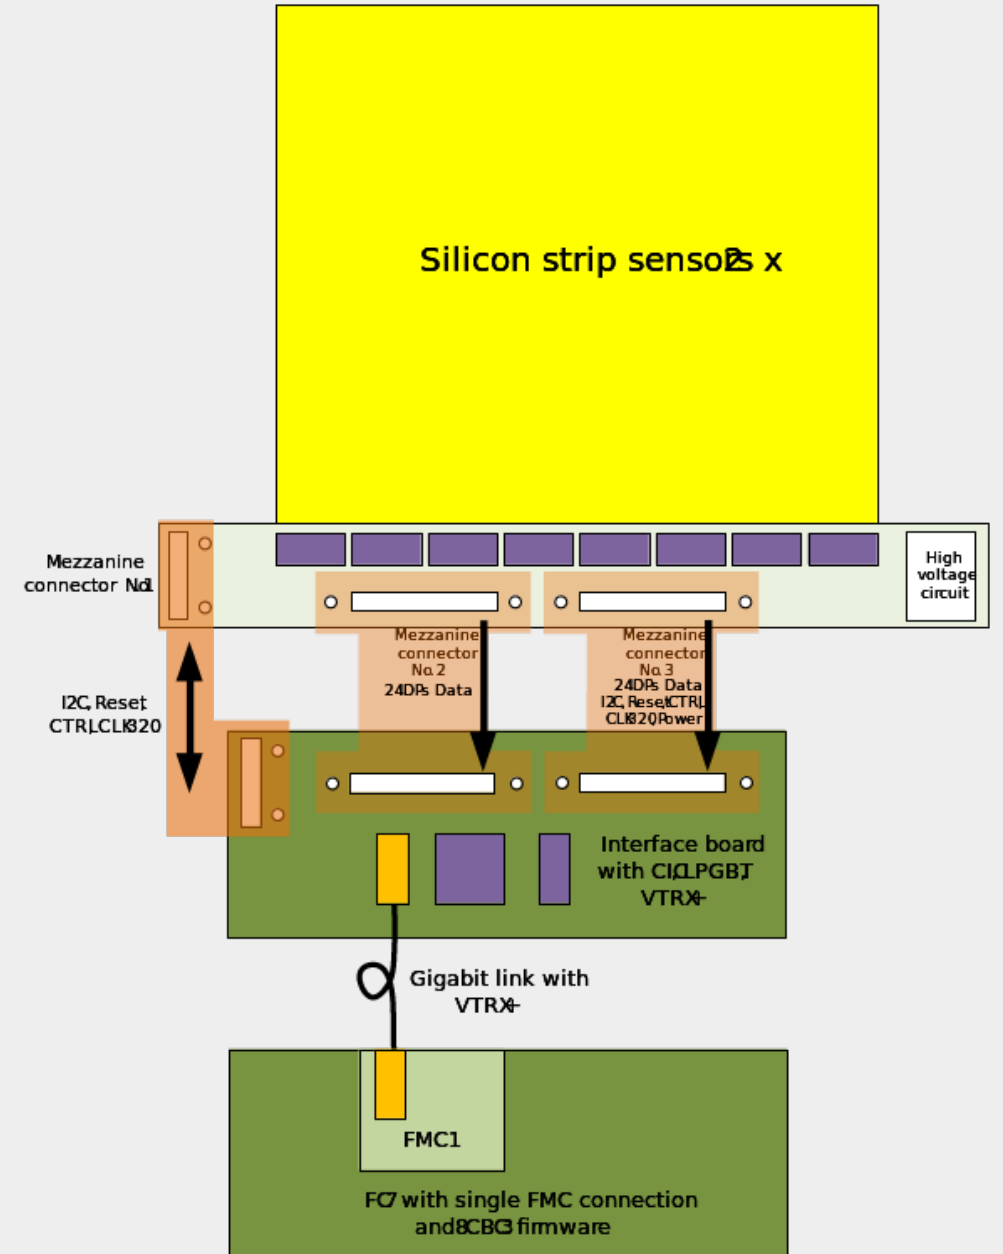 Silicon strip sensors 2 x
High
voltage
circuit
Mezzanine
connector No.1
Mezzanine
connector
No.2
24DPs Data
Mezzanine
connector
No.3
24DPs Data
I2C, Reset, CTRL,
CLK320, Power
I2C, Reset,
CTRL, CLK320
Interface board
with CIC, LPGBT,
VTRX+
Gigabit link with
VTRX+
FMC1
FC7 with single FMC connection
and 8CBC3 firmware